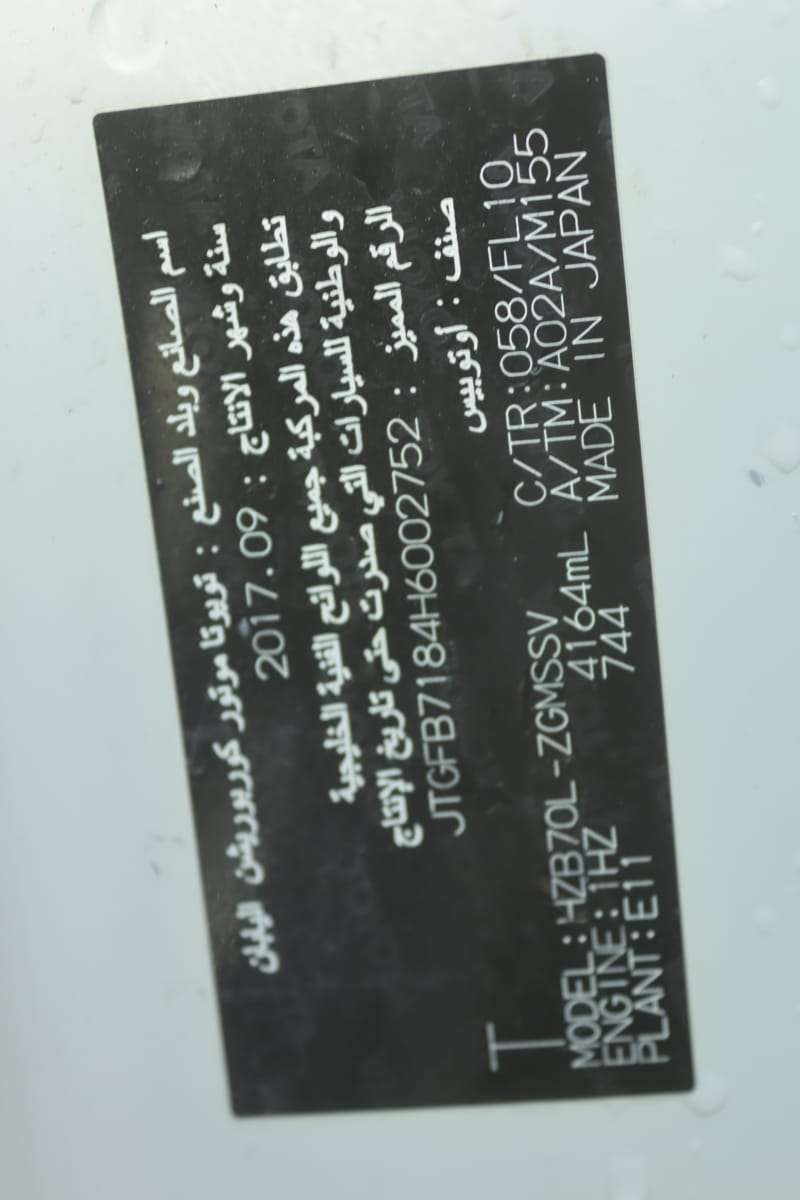 اسم الصانع وبلد الصنع : تويوتا موتور كوربوريشن اليابان
سنة وشهر الانتاج : 2017.09
تطابق هذه المركبة جميع اللوائح الفنية الخليجية
والوطنية للسيارات التي صدرت حتى تاريخ الإنتاج
الرقم المميز : JTGFB7184H6002752
صنف : أوتوبيس
T
C/TR:058/FL10
MODEL:HZB70L-ZGMSSV A/TM:A02A/M155
ENGINE:1HZ 4164mL MADE IN JAPAN
PLANT:E11 744